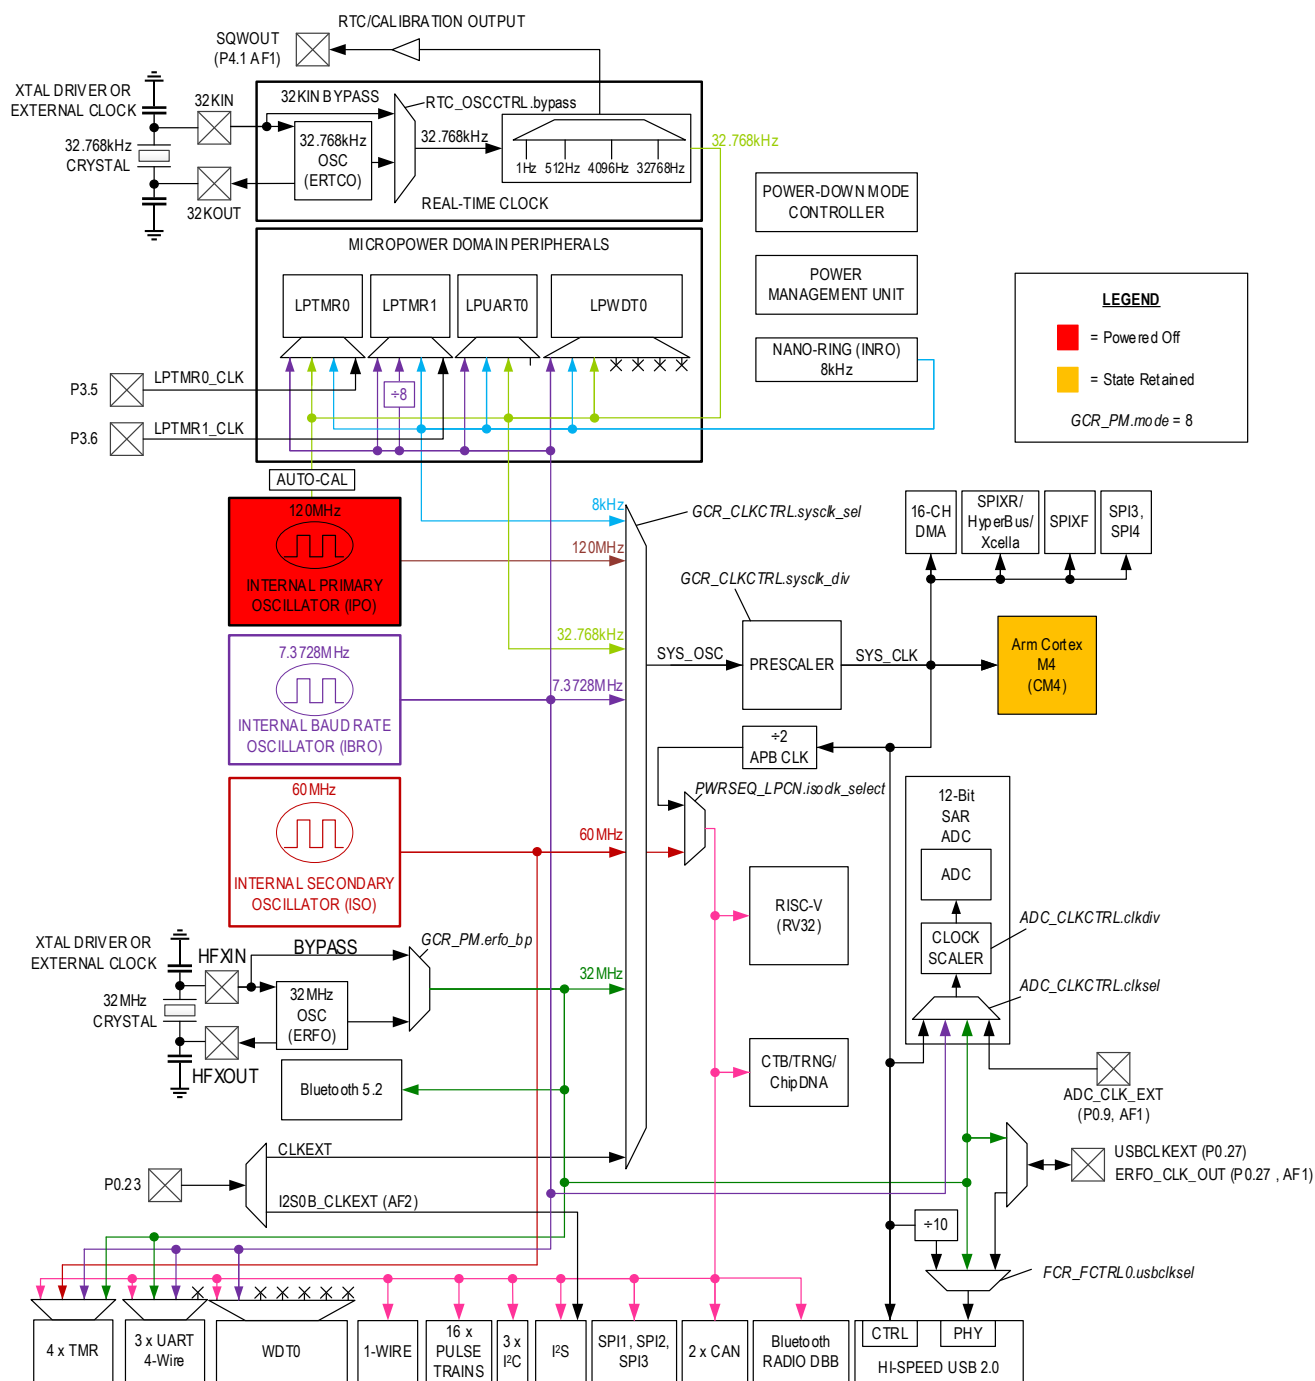 RTC/CALIBRATION OUTPUT
SQWOUT
(P4.1 AF1)
XTAL DRIVER OR
EXTERNAL CLOCK
32KIN
32KIN BYPASS
RTC_OSCCTRL.bypass
32.768kHz
OSC
(ERTCO)
32.768kHz
32.768kHz
1Hz
512Hz
4096Hz
32768Hz
32.768kHz
CRYSTAL
32KOUT
REAL-TIME CLOCK
POWER-DOWN MODE
CONTROLLER
MICROPOWER DOMAIN PERIPHERALS
POWER
MANAGEMENT UNIT
LPTMR0
LPTMR1
LPUART0
LPWDT0
NANO-RING (INRO)
8kHz
LEGEND
= Powered Off
= State Retained
GCR_PM.mode = 8
P3.5
LPTMR0_CLK
÷8
P3.6
LPTMR1_CLK
AUTO-CAL
120MHz
INTERNAL PRIMARY
OSCILLATOR (IPO)
8kHz
120MHz
GCR_CLKCTRL.sysclk_sel
GCR_CLKCTRL.sysclk_div
16-CH
DMA
SPIXR/
HyperBus/
Xcella
SPIXF
SPI3,
SPI4
7.3728MHz
INTERNAL BAUD RATE
OSCILLATOR (IBRO)
32.768kHz
7.3728MHz
SYS_OSC
PRESCALER
SYS_CLK
Arm Cortex
M4
(CM4)
÷2
APB CLK
60MHz
INTERNAL SECONDARY
OSCILLATOR (ISO)
60MHz
PWRSEQ_LPCN.isoclk_select
12-Bit
SAR
ADC
ADC
CLOCK
SCALER
ADC_CLKCTRL.clkdiv
ADC_CLKCTRL.clksel
RISC-V
(RV32)
XTAL DRIVER OR
EXTERNAL CLOCK
HFXIN
BYPASS
GCR_PM.erfo_bp
32MHz
OSC
(ERFO)
32MHz
32MHz
CRYSTAL
HFXOUT
Bluetooth 5.2
CTB/TRNG/
ChipDNA
ADC_CLK_EXT
(P0.9, AF1)
P0.23
CLKEXT
I2S0B_CLKEXT (AF2)
USBCLKEXT (P0.27)
ERFO_CLK_OUT (P0.27 , AF1)
÷10
FCR_FCTRL0.usbclksel
4 x TMR
3 x UART
4-Wire
WDT0
1-WIRE
16 x
PULSE
TRAINS
3 x
I²C
I²S
SPI1, SPI2,
SPI3
2 x CAN
Bluetooth
RADIO DBB
CTRL
PHY
HI-SPEED USB 2.0